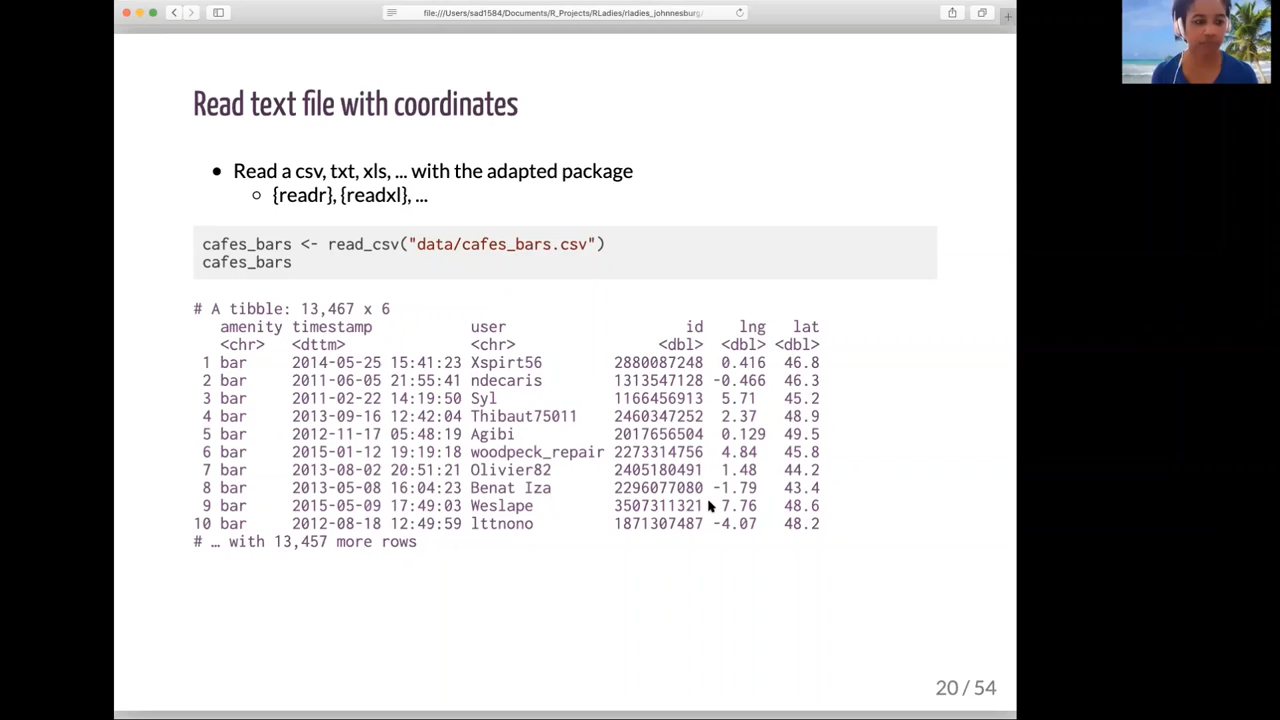 file:///Users/sad1584/Documents/R_Projects/RLadies/rladies_johnnesburg/
Read text file with coordinates
• Read a csv, txt, xls, ... with the adapted package
○ {readr}, {readxl}, ...
cafes_bars <- read_csv("data/cafes_bars.csv")
cafes_bars
# A tibble: 13,467 x 6
amenity timestamp user id lng lat
<chr> <dttm> <chr> <dbl> <dbl> <dbl>
1 bar 2014-05-25 15:41:23 Xspirt56 2880087248 0.416 46.8
2 bar 2011-06-05 21:55:41 ndecaris 1313547128 -0.466 46.3
3 bar 2011-02-22 14:19:50 Syl 1166456913 5.71 45.2
4 bar 2013-09-16 12:42:04 Thibaut75011 2460347252 2.37 48.9
5 bar 2012-11-17 05:48:19 Agibi 2017656504 0.129 49.5
6 bar 2015-01-12 19:19:18 woodpeck_repair 2273314756 4.84 45.8
7 bar 2013-08-02 20:51:21 Olivier82 2405180491 1.48 44.2
8 bar 2013-05-08 16:04:23 Benat Iza 2296077080 -1.79 43.4
9 bar 2015-05-09 17:49:03 Weslape 3507311321 7.76 48.6
10 bar 2012-08-18 12:49:59 lttnono 1871307487 -4.07 48.2
# … with 13,457 more rows
20 / 54